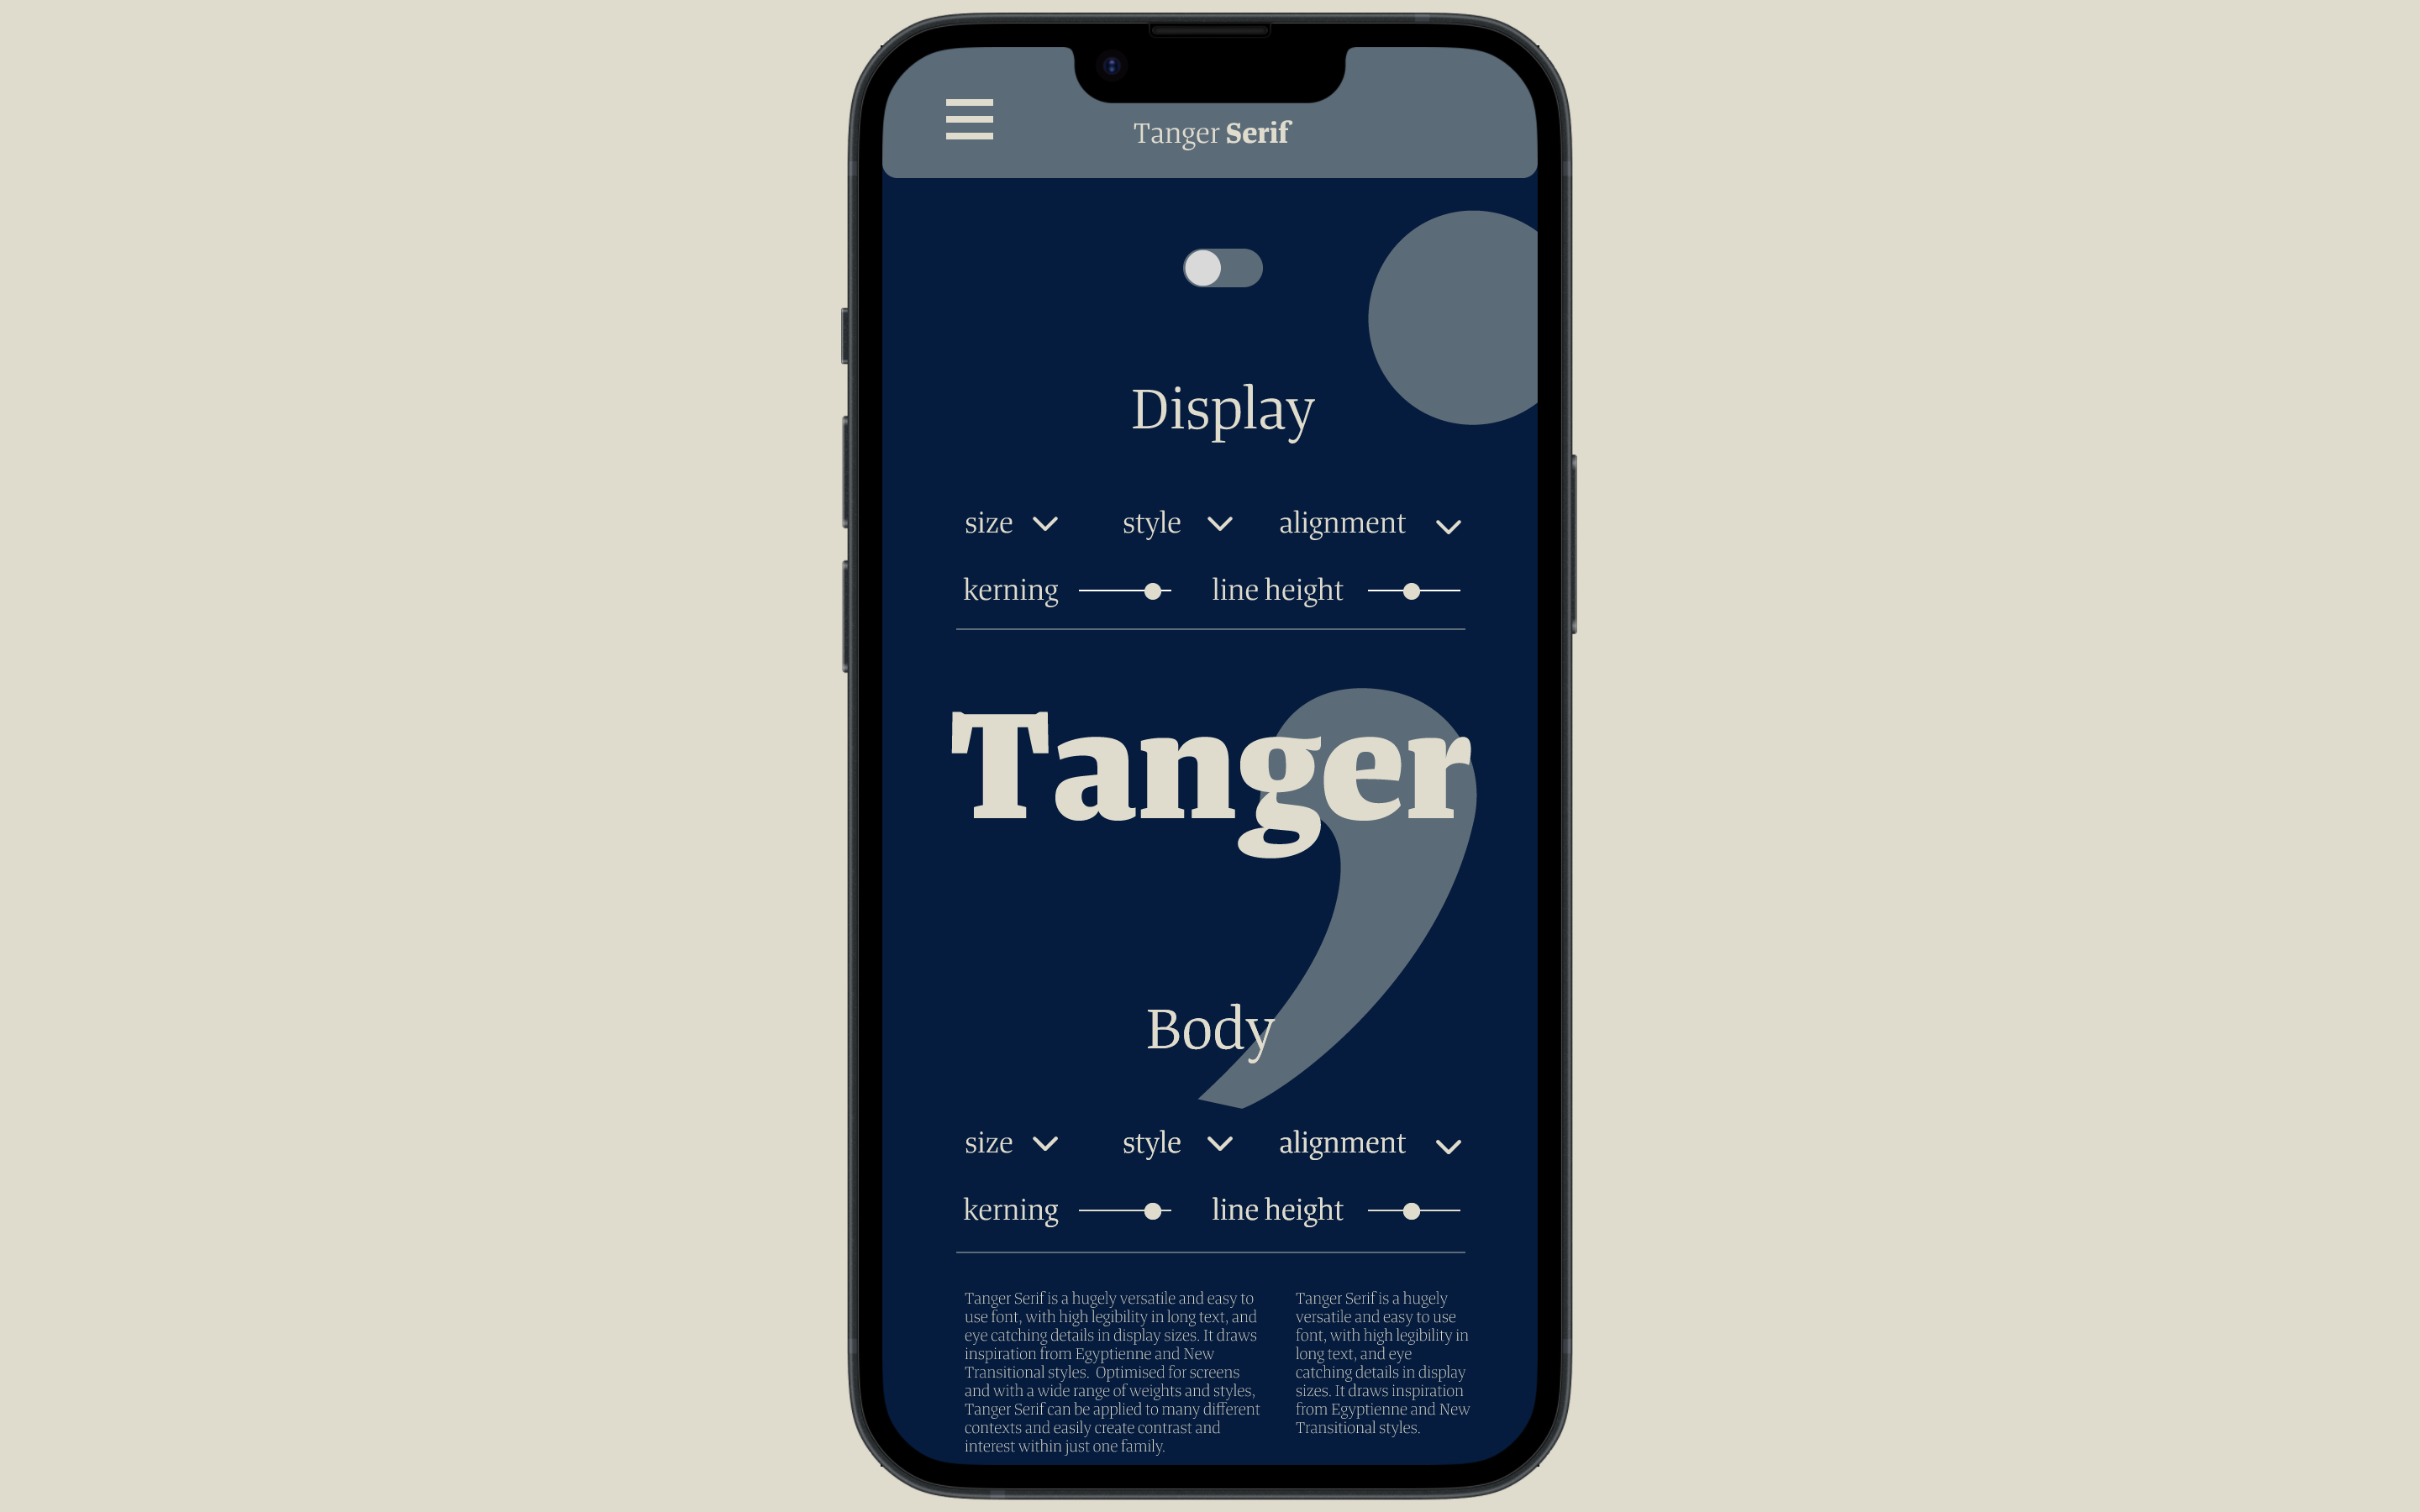 Tanger Serif
Display
size style alignment
kerning line height
Tanger
Body
size style alignment
kerning line height
Tanger Serif is a hugely versatile and easy to
use font, with high legibility in long text, and
eye catching details in display sizes. It draws
inspiration from Egyptienne and New
Transitional styles.  Optimised for screens
and with a wide range of weights and styles,
Tanger Serif can be applied to many different
contexts and easily create contrast and
interest within just one family.
Tanger Serif is a hugely
versatile and easy to use
font, with high legibility in
long text, and eye
catching details in display
sizes. It draws inspiration
from Egyptienne and New
Transitional styles.